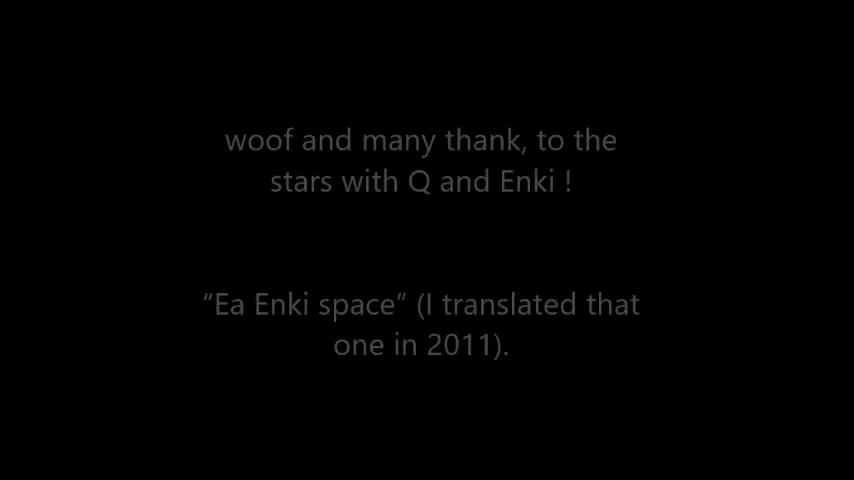 woof and many thank, to the
stars with Q and Enki !
“Ea Enki space” (I translated that
one in 2011).